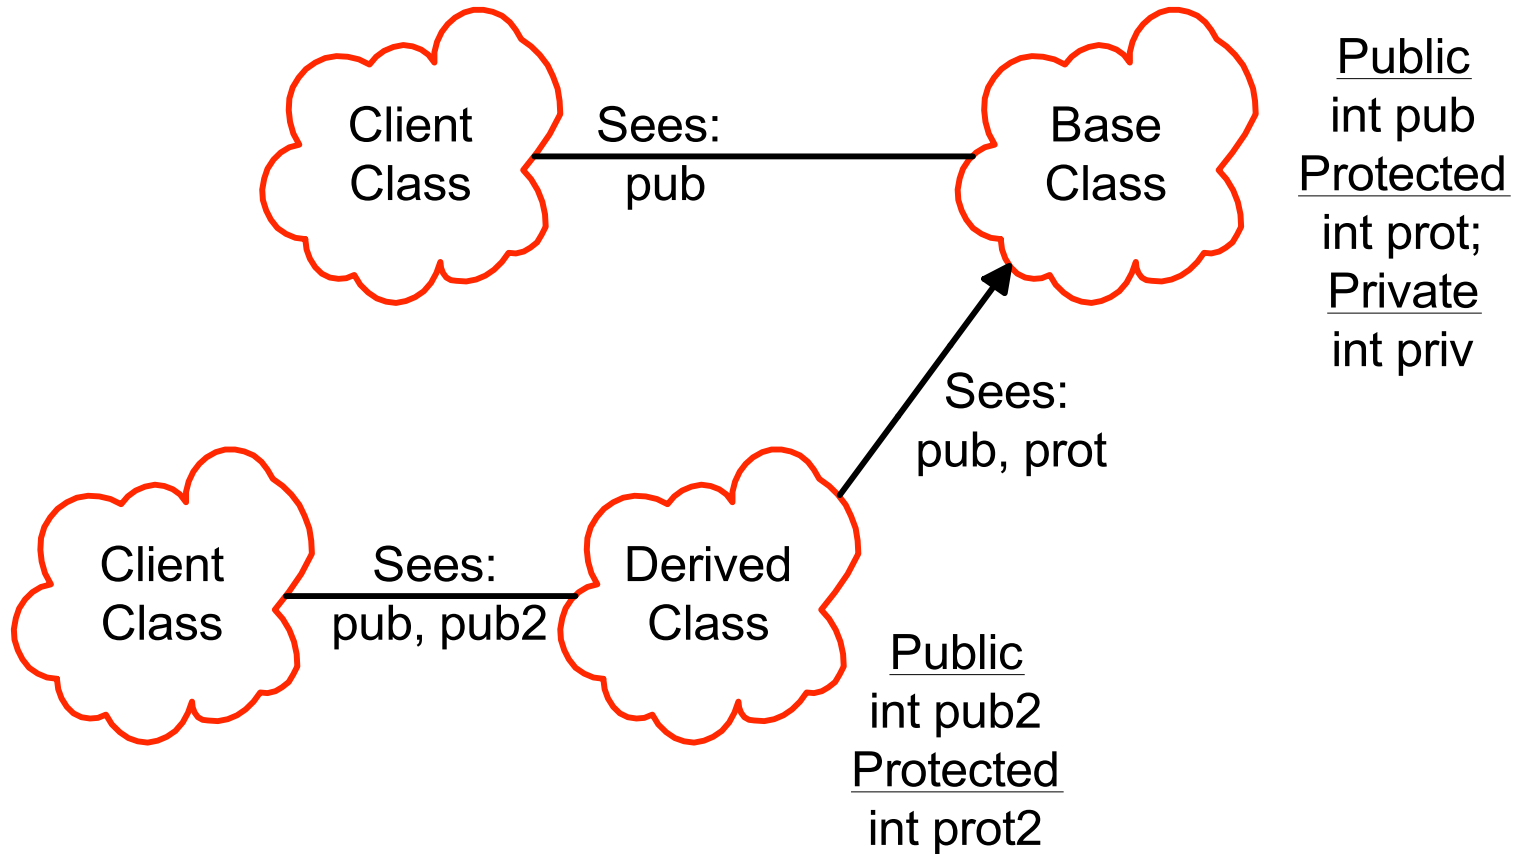 Client
Class
Sees:
pub
Base
Class
Public
int pub
Protected
int prot;
Private
int priv
Sees:
pub, prot
Client
Class
Sees:
pub, pub2
Derived
Class
Public
int pub2
Protected
int prot2